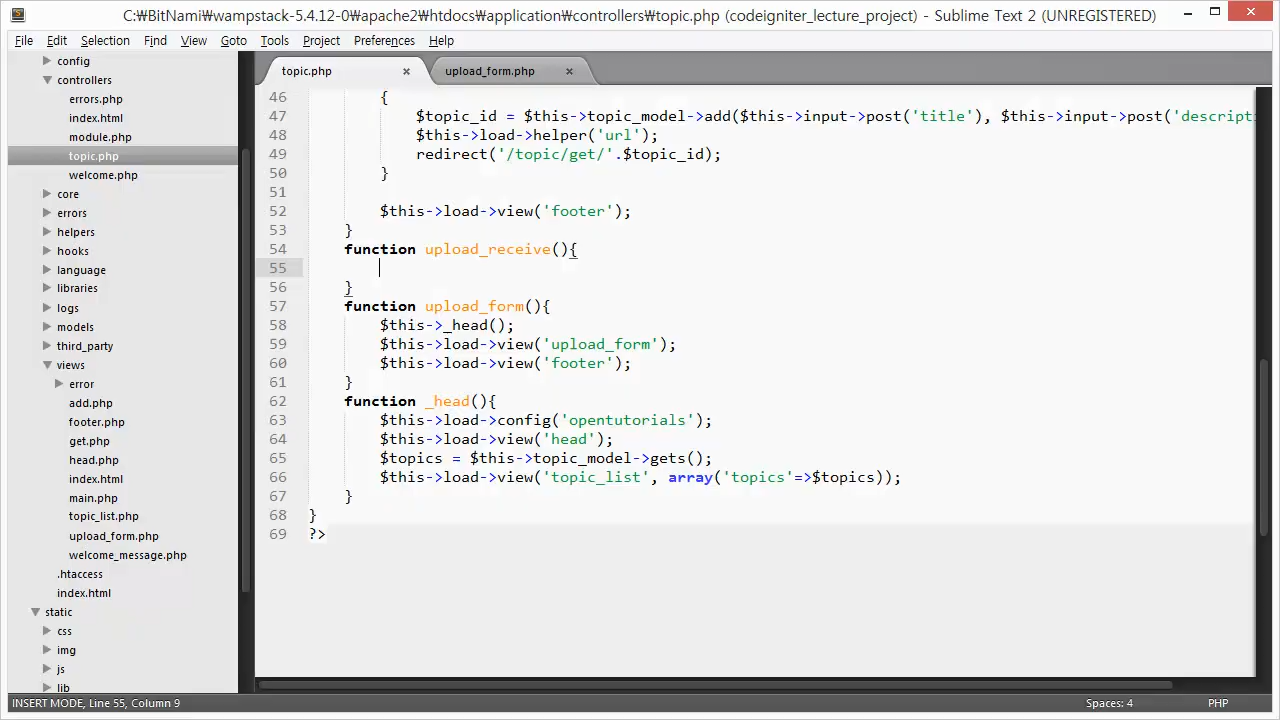 C:₩BitNami₩wampstack-5.4.12-0₩apache2₩htdocs₩application₩controllers₩topic.php (codeigniter_lecture_project) - Sublime Text 2 (UNREGISTERED)
File Edit Selection Find View Goto Tools Project Preferences Help
config
controllers
errors.php
index.html
module.php
topic.php
welcome.php
core
errors
helpers
hooks
language
libraries
logs
models
third_party
views
error
add.php
footer.php
get.php
head.php
index.html
main.php
topic_list.php
upload_form.php
welcome_message.php
.htaccess
index.html
static
css
img
js
lib
topic.php × upload_form.php ×
46 {
47 $topic_id = $this->topic_model->add($this->input->post('title'), $this->input->post('descripti
48 $this->load->helper('url');
49 redirect('/topic/get/'.$topic_id);
50 }
51
52 $this->load->view('footer');
53 }
54 function upload_receive(){
55
56 }
57 function upload_form(){
58 $this->_head();
59 $this->load->view('upload_form');
60 $this->load->view('footer');
61 }
62 function _head(){
63 $this->load->config('opentutorials');
64 $this->load->view('head');
65 $topics = $this->topic_model->gets();
66 $this->load->view('topic_list', array('topics'=>$topics));
67 }
68 }
69 ?>
INSERT MODE, Line 55, Column 9 Spaces: 4 PHP